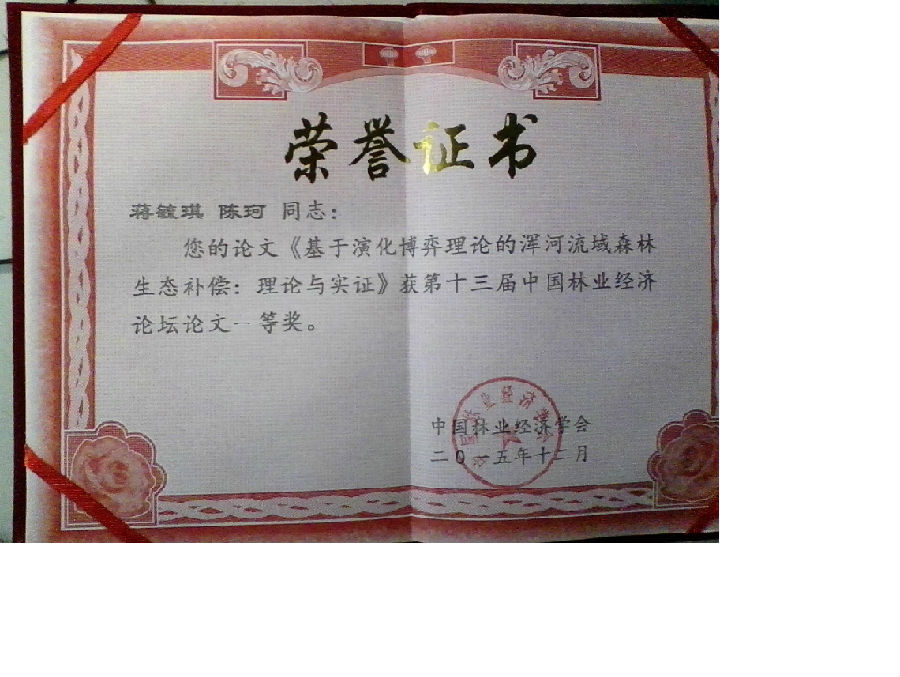 荣誉证书
蒋毓琪 陈珂 同志：
您的论文《基于演化博弈理论的浑河流域森林
生态补偿：理论与实证》获第十三届中国林业经济
论坛论文一等奖。
中国林业经济学会
二0一五年十二月